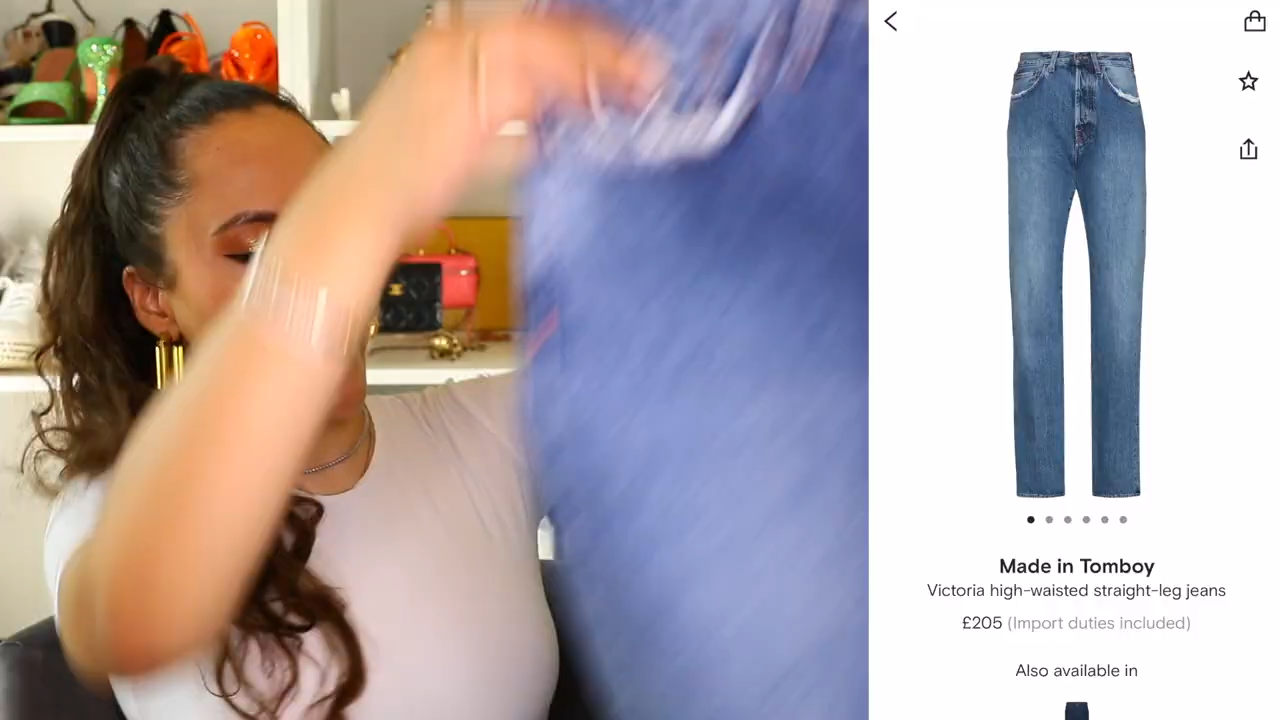 Made in Tomboy
Victoria high-waisted straight-leg jeans
£205 (Import duties included)
Also available in